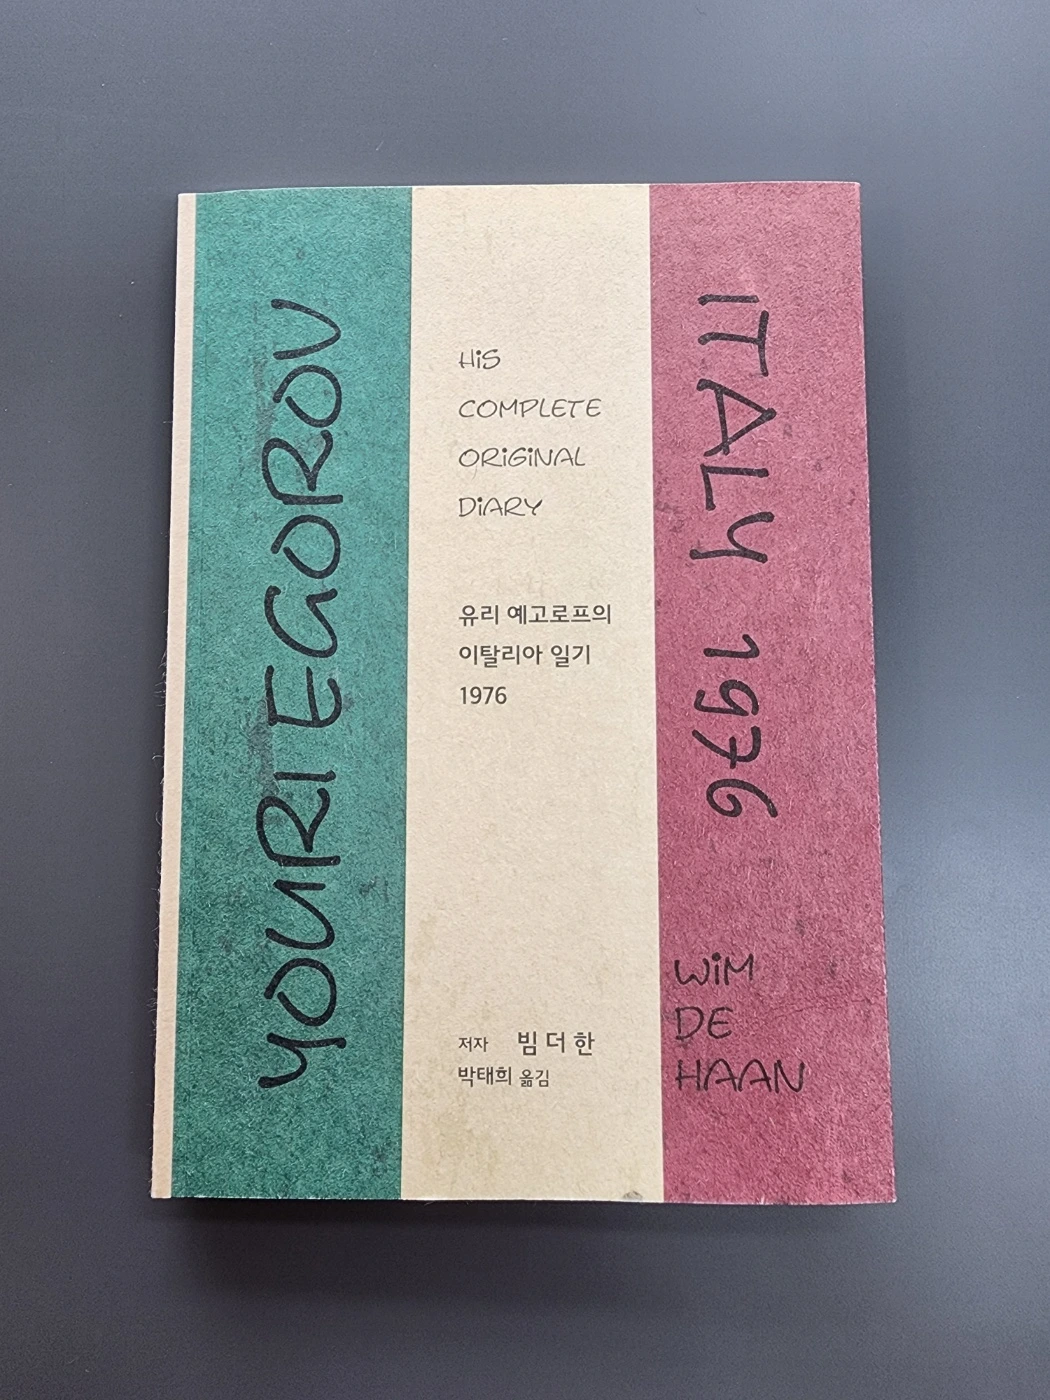 YOURI EGOROV
HiS
COMPLETE
ORiGiNAL
DiARY
유리 예고로프의
이탈리아 일기
1976
저자 빔 더 한
박태희 옮김
ITALY 1976
WiM
DE
HAAN